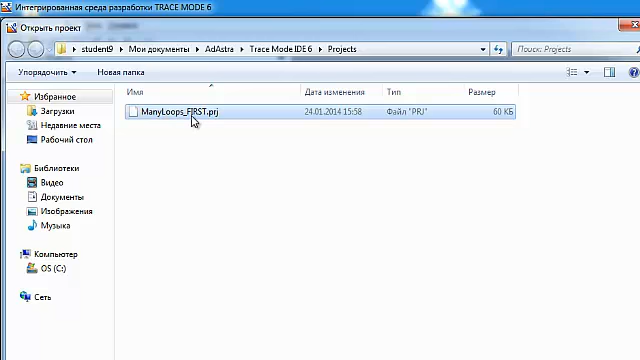 Интегрированная среда разработки TRACE MODE 6
Открыть проект
student9 Мои документы AdAstra Trace Mode IDE 6 Projects
Поиск: Projects
Упорядочить Новая папка
Имя Дата изменения Тип Размер
ManyLoops_FIRST.prj 24.01.2014 15:58 Файл "PRJ" 60 КБ
Избранное
Загрузки
Недавние места
Рабочий стол
Библиотеки
Видео
Документы
Изображения
Музыка
Компьютер
OS (C:)
Сеть